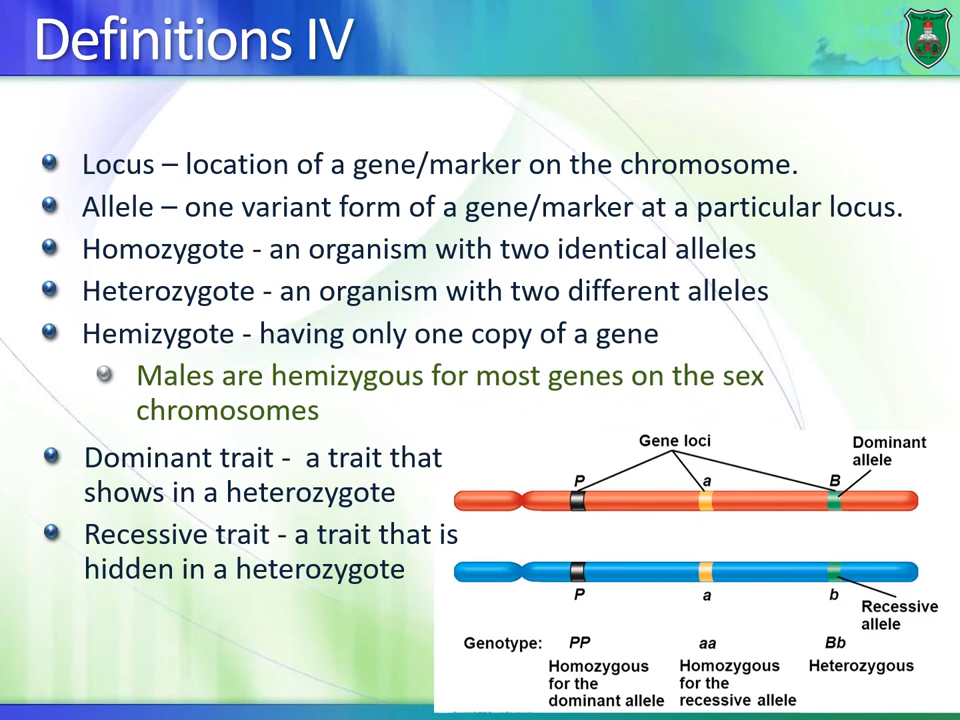 Definitions IV
Locus – location of a gene/marker on the chromosome.
Allele – one variant form of a gene/marker at a particular locus.
Homozygote - an organism with two identical alleles
Heterozygote - an organism with two different alleles
Hemizygote - having only one copy of a gene
Males are hemizygous for most genes on the sex
chromosomes
Dominant trait -  a trait that
shows in a heterozygote
Recessive trait - a trait that is
hidden in a heterozygote
Gene loci
Dominant
allele
P a B
P a b
Recessive
allele
Genotype: PP aa Bb
Homozygous
for the
dominant allele
Homozygous
for the
recessive allele
Heterozygous